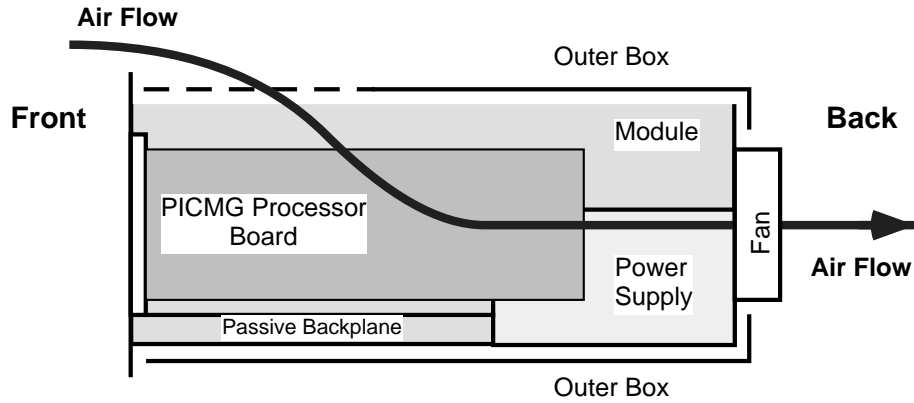 Air Flow
Outer Box
Front
Module
Back
PICMG Processor
Board
Fan
Power
Supply
Air Flow
Passive Backplane
Outer Box